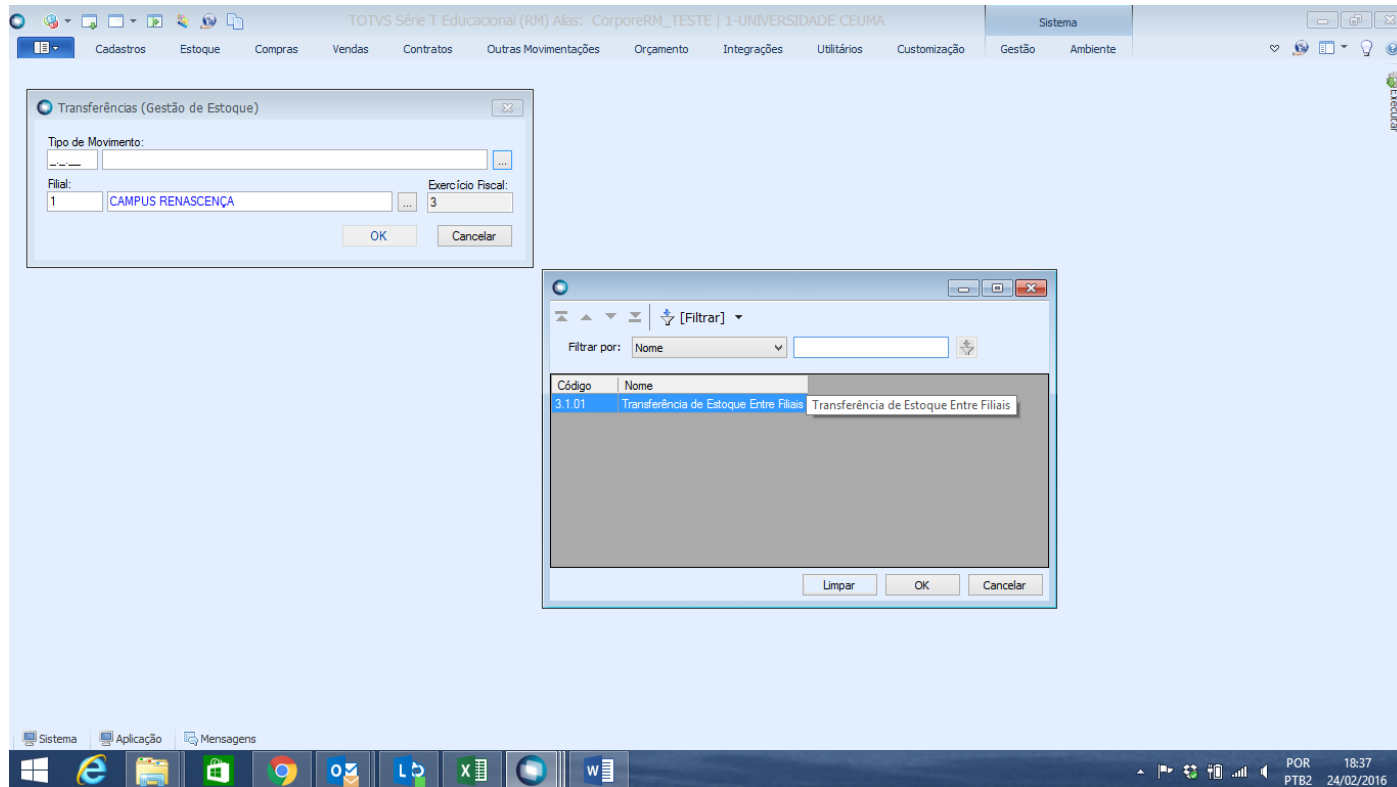 TOTVS Série T Educacional (RM) Alias: CorporeRM_TESTE | 1-UNIVERSIDADE CEUMA
Sistema
Cadastros Estoque Compras Vendas Contratos Outras Movimentações Orçamento Integrações Utilitários Customização Gestão Ambiente
Executar
Transferências (Gestão de Estoque)
Tipo de Movimento:
_._.__ ...
Filial: Exercício Fiscal:
1 CAMPUS RENASCENÇA ... 3
OK Cancelar
[Filtrar]
Filtrar por: Nome
Código Nome
3.1.01 Transferência de Estoque Entre Filiais Transferência de Estoque Entre Filiais
Limpar OK Cancelar
Sistema Aplicação Mensagens
POR 18:37
PTB2 24/02/2016